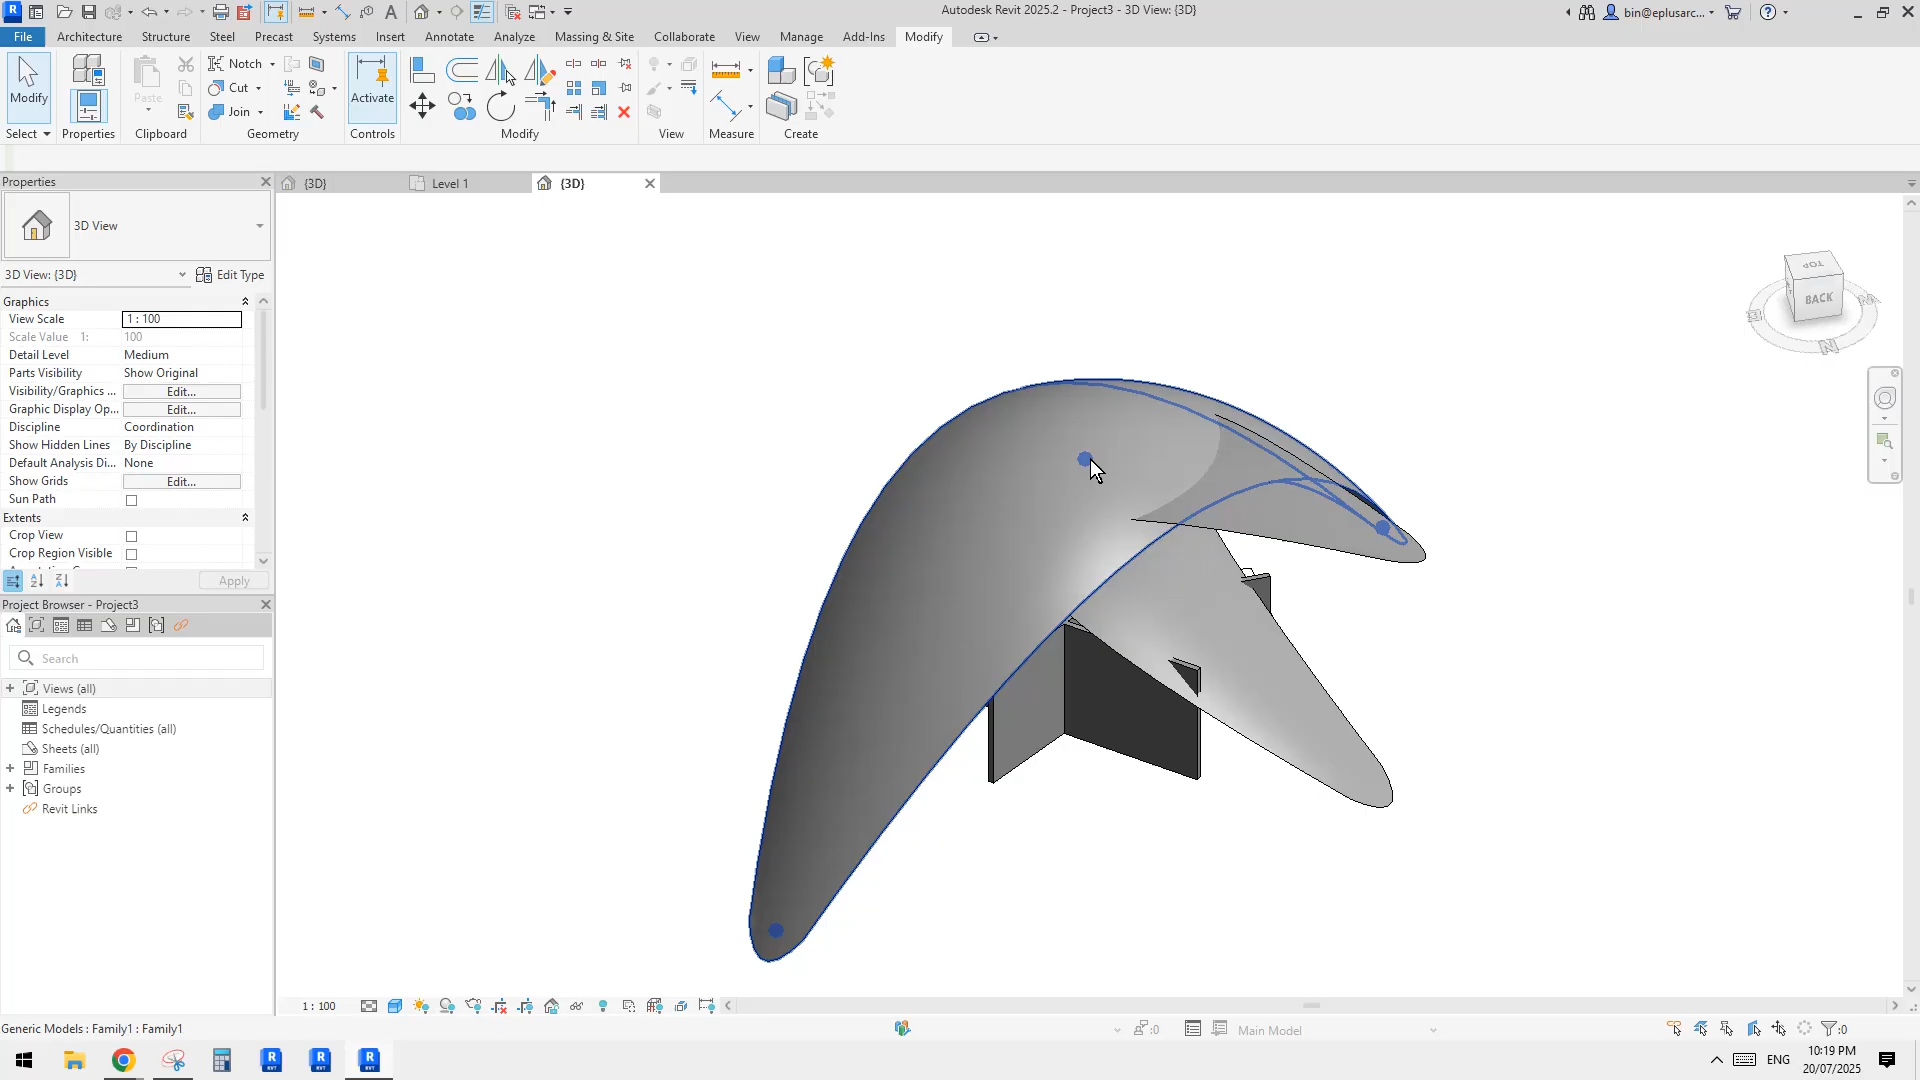 Autodesk Revit 2025.2 - Project3 - 3D View: {3D}
bin@eplusarc...
File Architecture Structure Steel Precast Systems Insert Annotate Analyze Massing & Site Collaborate View Manage Add-Ins Modify
Modify
Paste
Notch
Cut
Join
Activate
Select Properties Clipboard Geometry Controls Modify View Measure Create
Properties
{3D} Level 1 {3D}
3D View
3D View: {3D} Edit Type
Graphics
View Scale 1 : 100
Scale Value 1: 100
Detail Level Medium
Parts Visibility Show Original
Visibility/Graphics ... Edit...
Graphic Display Op... Edit...
Discipline Coordination
Show Hidden Lines By Discipline
Default Analysis Di... None
Show Grids Edit...
Sun Path
Extents
Crop View
Crop Region Visible
Apply
Project Browser - Project3
Search
Views (all)
Legends
Schedules/Quantities (all)
Sheets (all)
Families
Groups
Revit Links
TOP
BACK
N
1 : 100
Generic Models : Family1 : Family1
:0
Main Model
:0
ENG
10:19 PM
20/07/2025